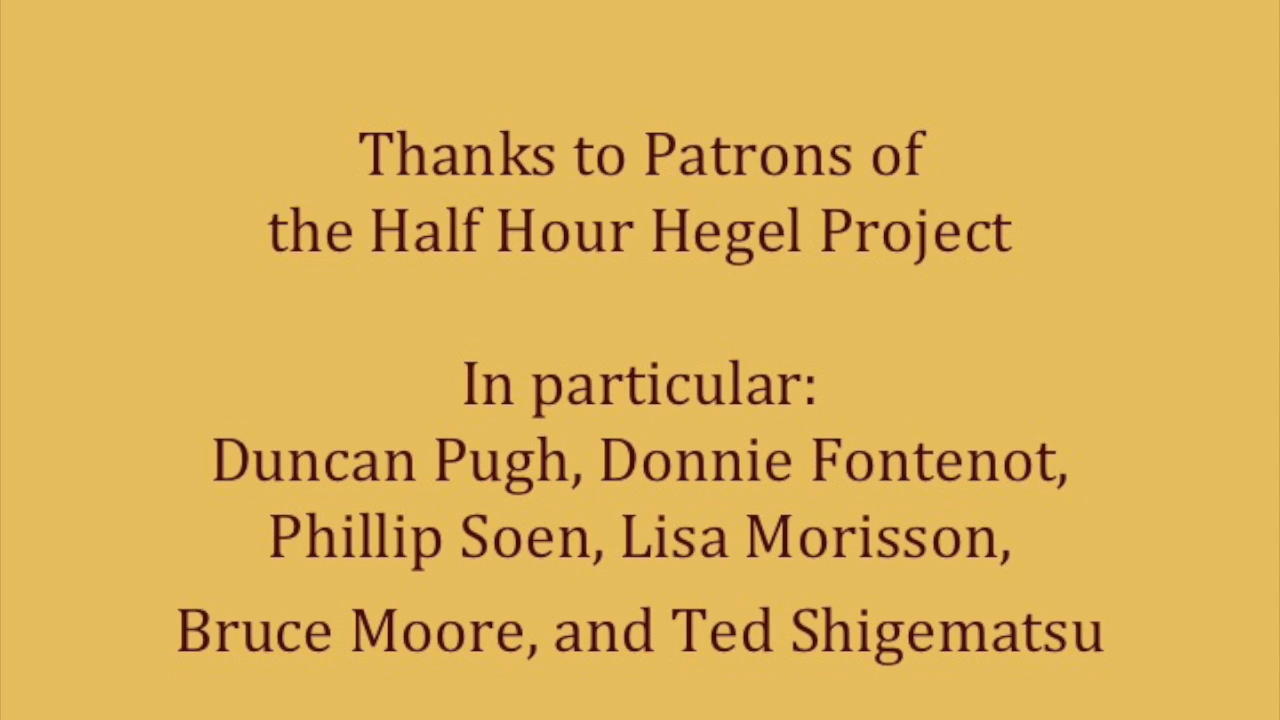 Thanks to Patrons of
the Half Hour Hegel Project
In particular:
Duncan Pugh, Donnie Fontenot,
Phillip Soen, Lisa Morisson,
Bruce Moore, and Ted Shigematsu